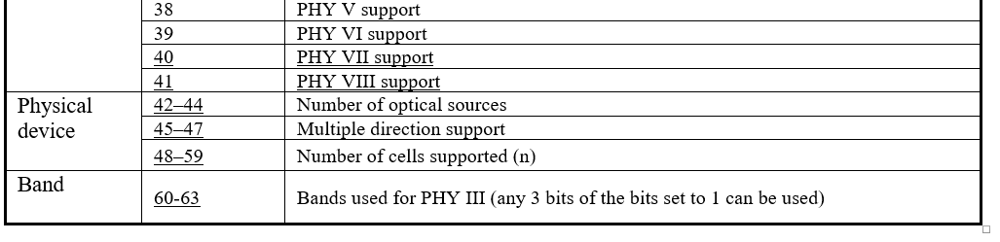 38 PHY V support
39 PHY VI support
40 PHY VII support
41 PHY VIII support
Physical device
42–44 Number of optical sources
45–47 Multiple direction support
48–59 Number of cells supported (n)
Band
60-63 Bands used for PHY III (any 3 bits of the bits set to 1 can be used)